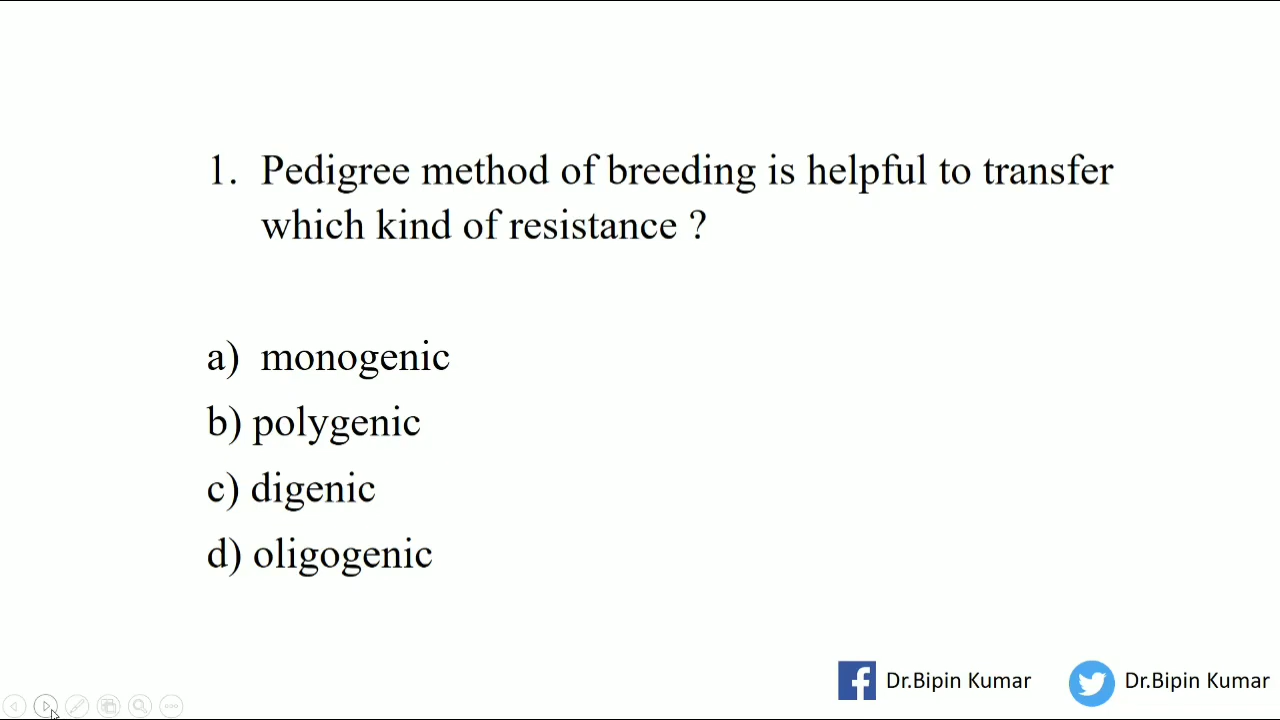 1. Pedigree method of breeding is helpful to transfer
which kind of resistance ?
a) monogenic
b) polygenic
c) digenic
d) oligogenic
Dr.Bipin Kumar Dr.Bipin Kumar